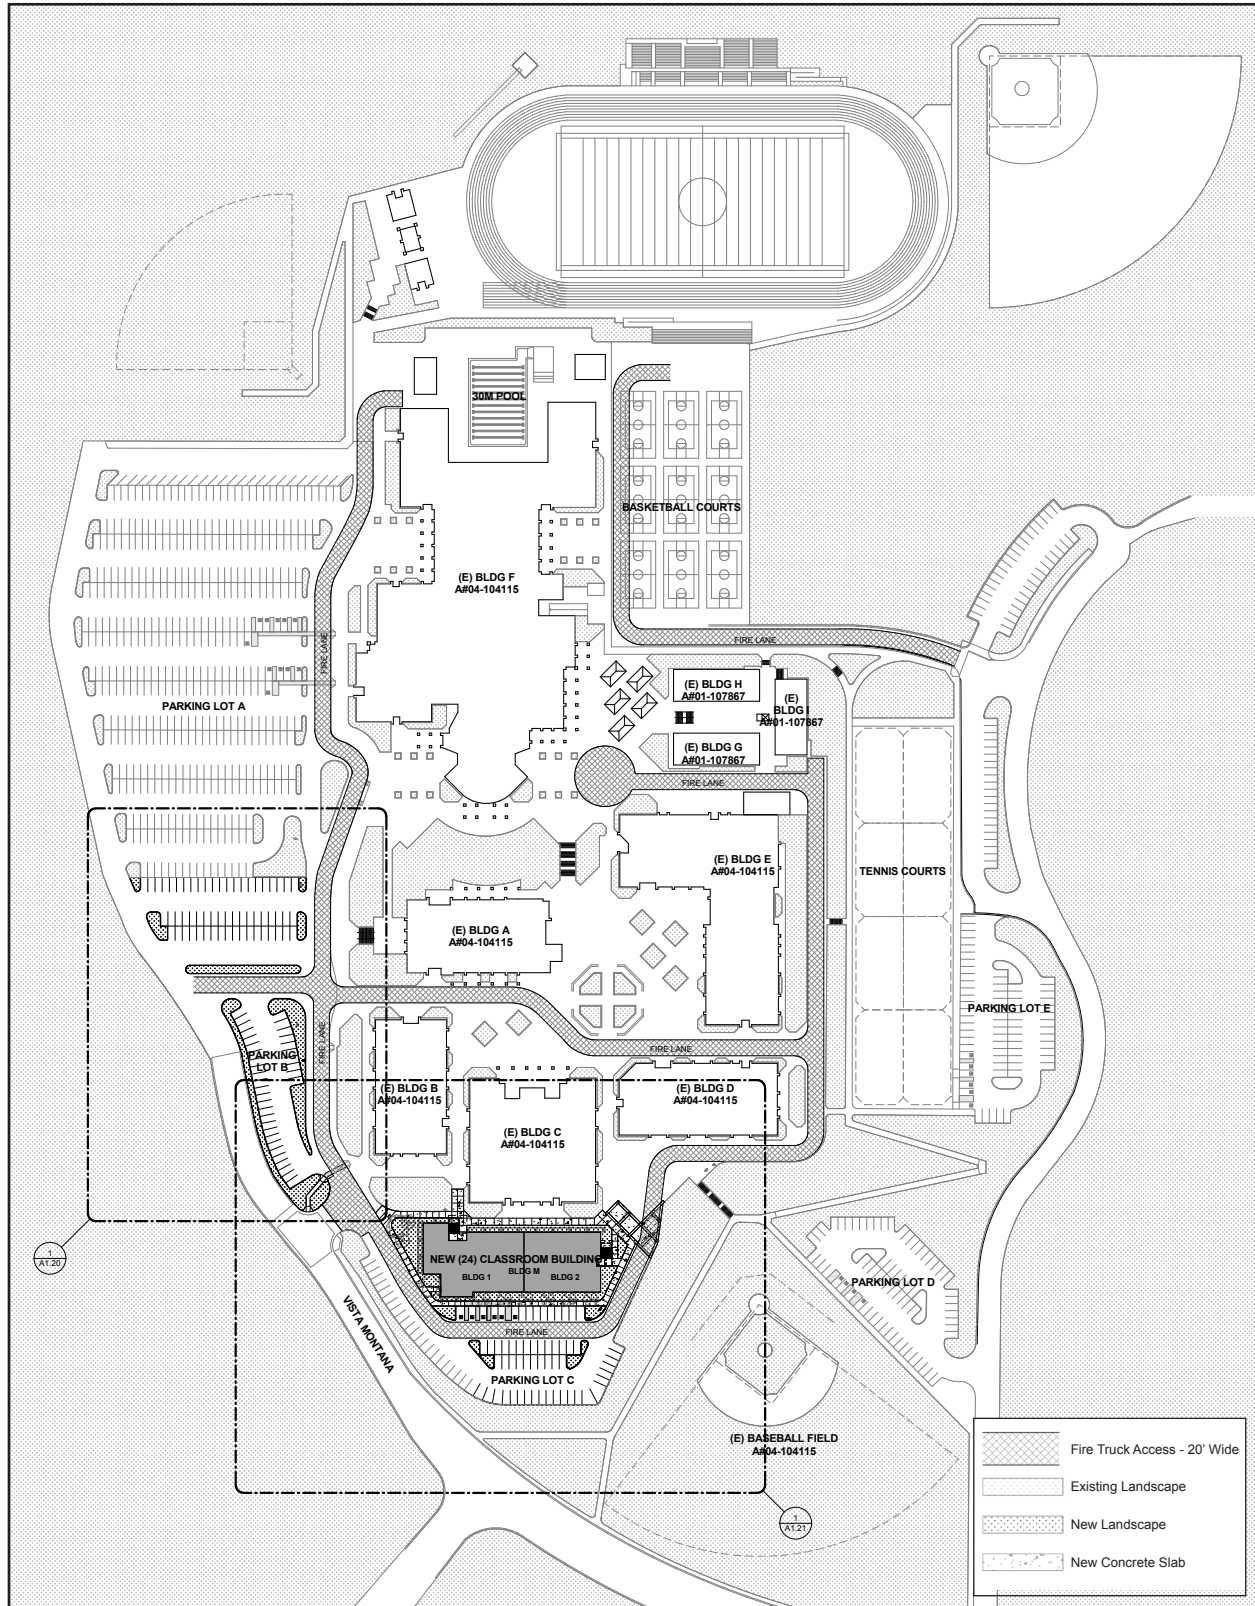 30M POOL
BASKETBALL COURTS
(E) BLDG F
A#04-104115
FIRE LANE
FIRE LANE
PARKING LOT A
(E) BLDG H
A#01-107867
(E)
BLDG I
A#01-107867
(E) BLDG G
A#01-107867
FIRE LANE
(E) BLDG E
A#04-104115
TENNIS COURTS
(E) BLDG A
A#04-104115
PARKING LOT E
FIRE LANE
FIRE LANE
PARKING
LOT B
(E) BLDG B
A#04-104115
(E) BLDG D
A#04-104115
(E) BLDG C
A#04-104115
1
A1.20
NEW (24) CLASSROOM BUILDING
BLDG M
BLDG 1
BLDG 2
PARKING LOT D
VISTA MONTANA
FIRE LANE
PARKING LOT C
(E) BASEBALL FIELD
A#04-104115
1
A1.21
Fire Truck Access - 20' Wide
Existing Landscape
New Landscape
New Concrete Slab